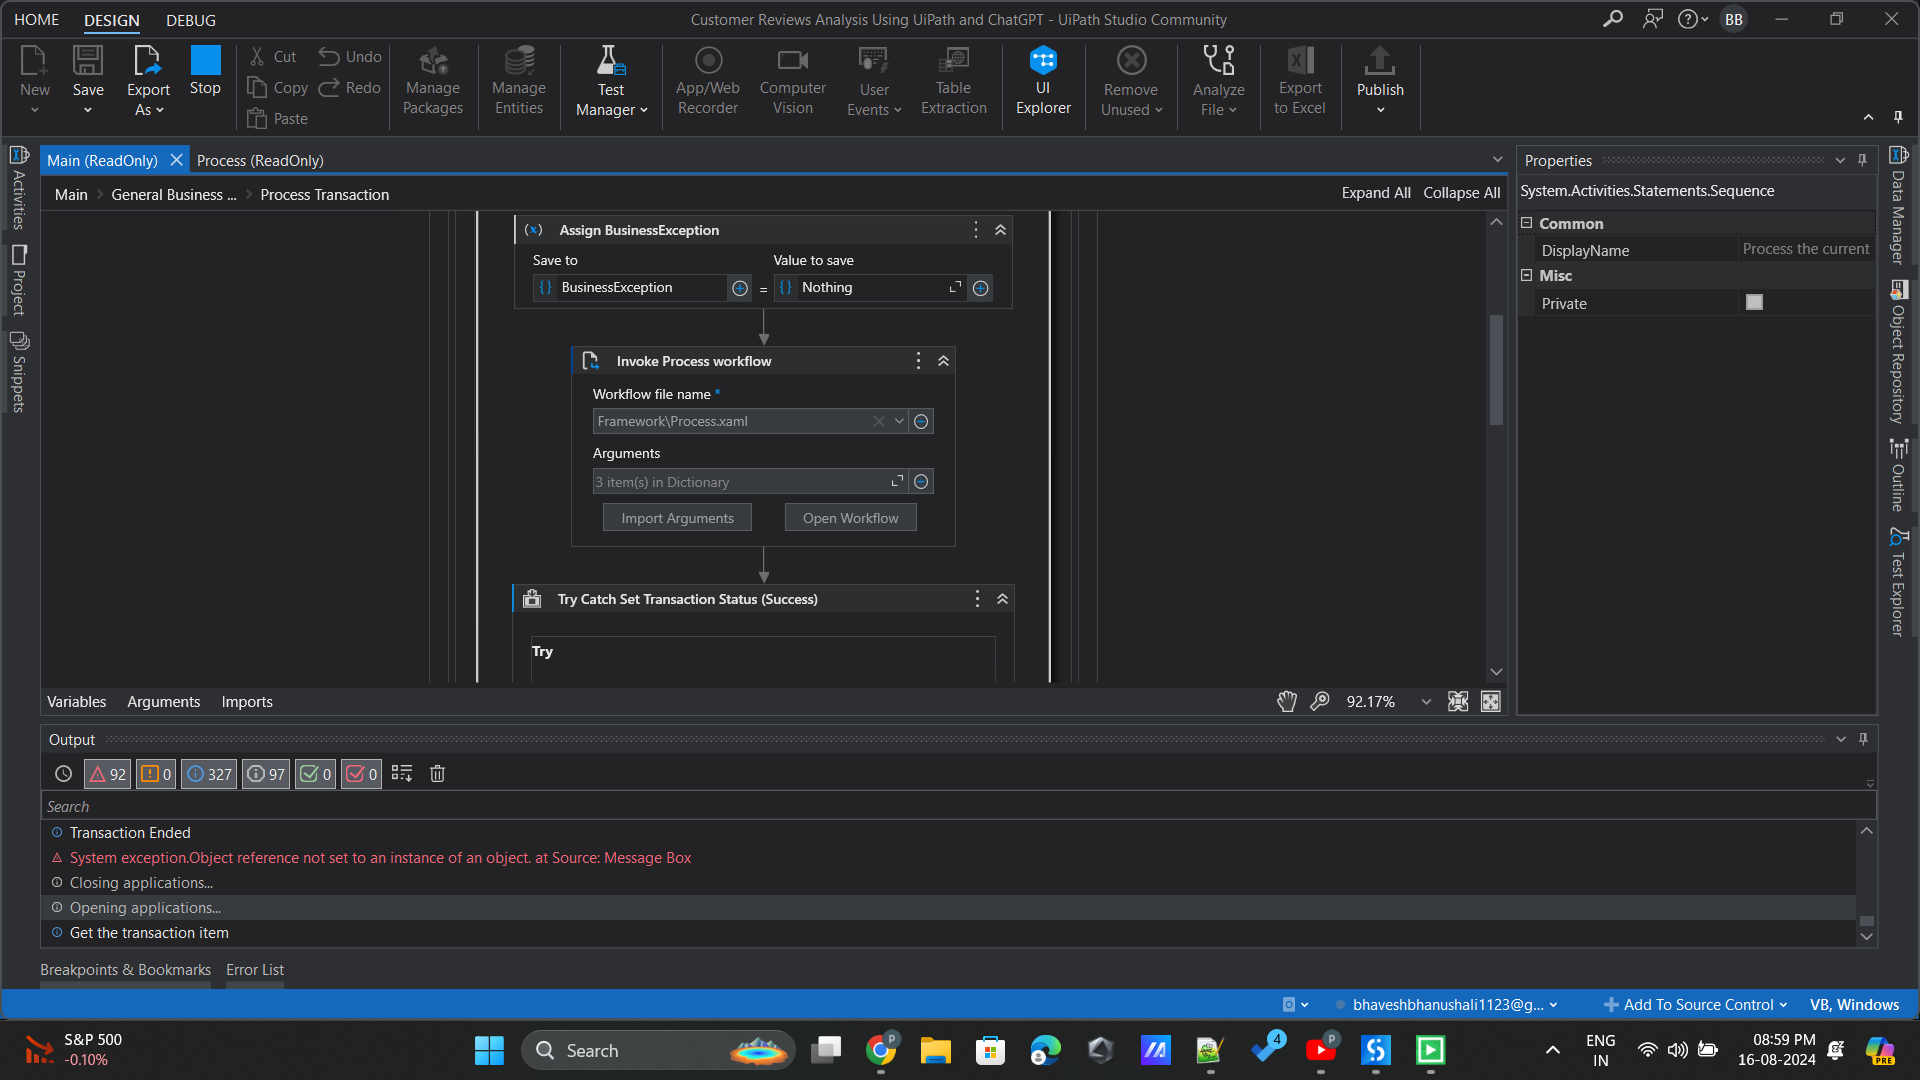 HOME
DESIGN
DEBUG
Customer Reviews Analysis Using UiPath and ChatGPT - UiPath Studio Community
BB
New
Save
Export As
Stop
Cut
Copy
Paste
Undo
Redo
Manage Packages
Manage Entities
Test Manager
App/Web Recorder
Computer Vision
User Events
Table Extraction
UI Explorer
Remove Unused
Analyze File
Export to Excel
Publish
Activities
Project
Snippets
Main (ReadOnly)
Process (ReadOnly)
Main
General Business ...
Process Transaction
Expand All
Collapse All
Assign BusinessException
Save to
Value to save
BusinessException
=
Nothing
Invoke Process workflow
Workflow file name *
Framework\Process.xaml
Arguments
3 item(s) in Dictionary
Import Arguments
Open Workflow
Try Catch Set Transaction Status (Success)
Try
Variables
Arguments
Imports
92.17%
Properties
System.Activities.Statements.Sequence
Common
DisplayName
Process the current
Misc
Private
Data Manager
Object Repository
Outline
Test Explorer
Output
92
0
327
97
0
0
Search
Transaction Ended
System exception.Object reference not set to an instance of an object. at Source: Message Box
Closing applications...
Opening applications...
Get the transaction item
Breakpoints & Bookmarks
Error List
bhaveshbhanushali1123@g...
Add To Source Control
VB, Windows
S&P 500
-0.10%
Search
p
4
p
ENG
IN
08:59 PM
16-08-2024
PRE